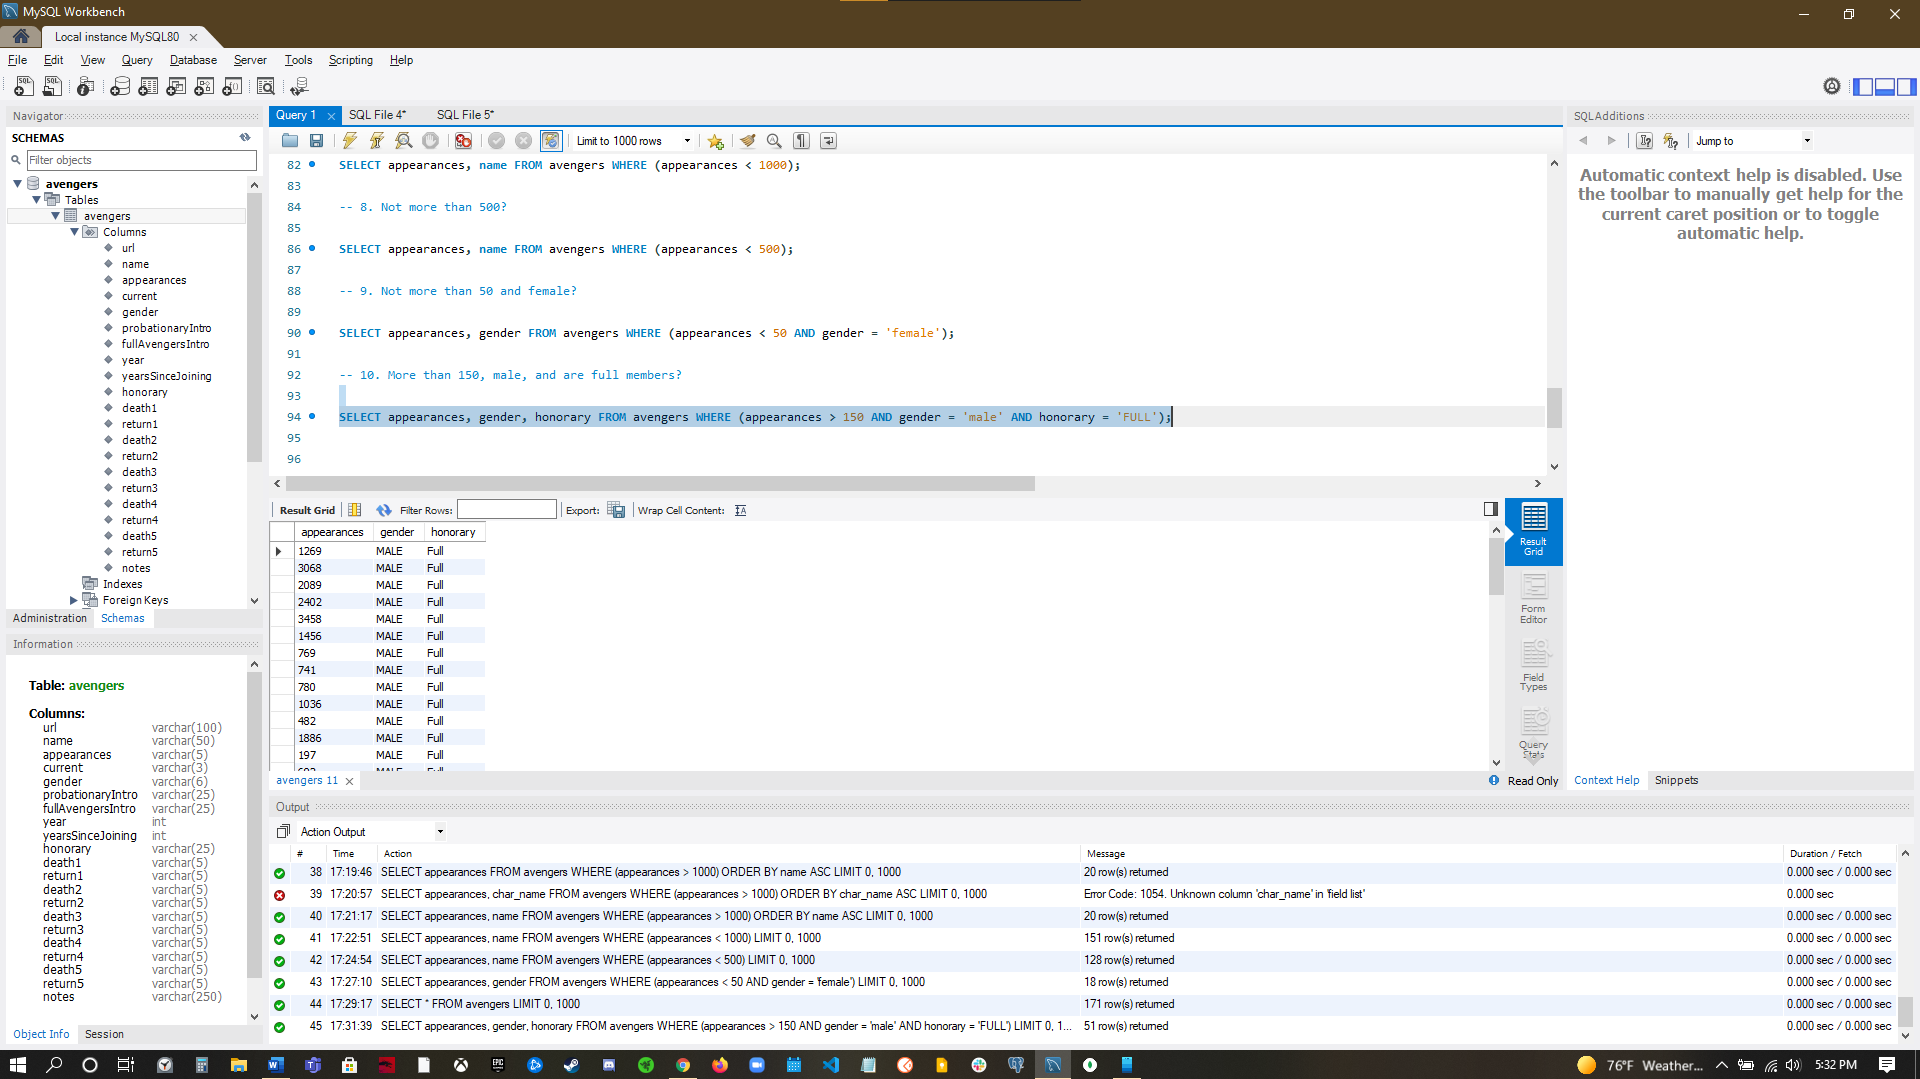 MySQL Workbench
Local instance MySQL80
File Edit View Query Database Server Tools Scripting Help
Navigator
SCHEMAS
Filter objects
avengers
Tables
avengers
Columns
url
name
appearances
current
gender
probationaryIntro
fullAvengersIntro
year
yearsSinceJoining
honorary
death1
return1
death2
return2
death3
return3
death4
return4
death5
return5
notes
Indexes
Foreign Keys
Administration Schemas
Information
Table: avengers
Columns:
url varchar(100)
name varchar(50)
appearances varchar(5)
current varchar(3)
gender varchar(6)
probationaryIntro varchar(25)
fullAvengersIntro varchar(25)
year int
yearsSinceJoining int
honorary varchar(25)
death1 varchar(5)
return1 varchar(5)
death2 varchar(5)
return2 varchar(5)
death3 varchar(5)
return3 varchar(5)
death4 varchar(5)
return4 varchar(5)
death5 varchar(5)
return5 varchar(5)
notes varchar(250)
Object Info Session
Query 1 SQL File 4* SQL File 5*
Limit to 1000 rows
82 SELECT appearances, name FROM avengers WHERE (appearances < 1000);
83
84 -- 8. Not more than 500?
85
86 SELECT appearances, name FROM avengers WHERE (appearances < 500);
87
88 -- 9. Not more than 50 and female?
89
90 SELECT appearances, gender FROM avengers WHERE (appearances < 50 AND gender = 'female');
91
92 -- 10. More than 150, male, and are full members?
93
94 SELECT appearances, gender, honorary FROM avengers WHERE (appearances > 150 AND gender = 'male' AND honorary = 'FULL');
95
96
Result Grid Filter Rows: Export: Wrap Cell Content:
appearances gender honorary
1269 MALE Full
3068 MALE Full
2089 MALE Full
2402 MALE Full
3458 MALE Full
1456 MALE Full
769 MALE Full
741 MALE Full
780 MALE Full
1036 MALE Full
482 MALE Full
1886 MALE Full
197 MALE Full
MALE Full
Result Grid
Form Editor
Field Types
Query Stats
avengers 11
Read Only
SQLAdditions
Jump to
Automatic context help is disabled. Use
the toolbar to manually get help for the
current caret position or to toggle
automatic help.
Context Help Snippets
Output
Action Output
# Time Action Message Duration / Fetch
38 17:19:46 SELECT appearances FROM avengers WHERE (appearances > 1000) ORDER BY name ASC LIMIT 0, 1000 20 row(s) returned 0.000 sec / 0.000 sec
39 17:20:57 SELECT appearances, char_name FROM avengers WHERE (appearances > 1000) ORDER BY char_name ASC LIMIT 0, 1000 Error Code: 1054. Unknown column 'char_name' in 'field list' 0.000 sec
40 17:21:17 SELECT appearances, name FROM avengers WHERE (appearances > 1000) ORDER BY name ASC LIMIT 0, 1000 20 row(s) returned 0.000 sec / 0.000 sec
41 17:22:51 SELECT appearances, name FROM avengers WHERE (appearances < 1000) LIMIT 0, 1000 151 row(s) returned 0.000 sec / 0.000 sec
42 17:24:54 SELECT appearances, name FROM avengers WHERE (appearances < 500) LIMIT 0, 1000 128 row(s) returned 0.000 sec / 0.000 sec
43 17:27:10 SELECT appearances, gender FROM avengers WHERE (appearances < 50 AND gender = 'female') LIMIT 0, 1000 18 row(s) returned 0.000 sec / 0.000 sec
44 17:29:17 SELECT * FROM avengers LIMIT 0, 1000 171 row(s) returned 0.000 sec / 0.000 sec
45 17:31:39 SELECT appearances, gender, honorary FROM avengers WHERE (appearances > 150 AND gender = 'male' AND honorary = 'FULL') LIMIT 0, 1... 51 row(s) returned 0.000 sec / 0.000 sec
76°F Weather... 5:32 PM